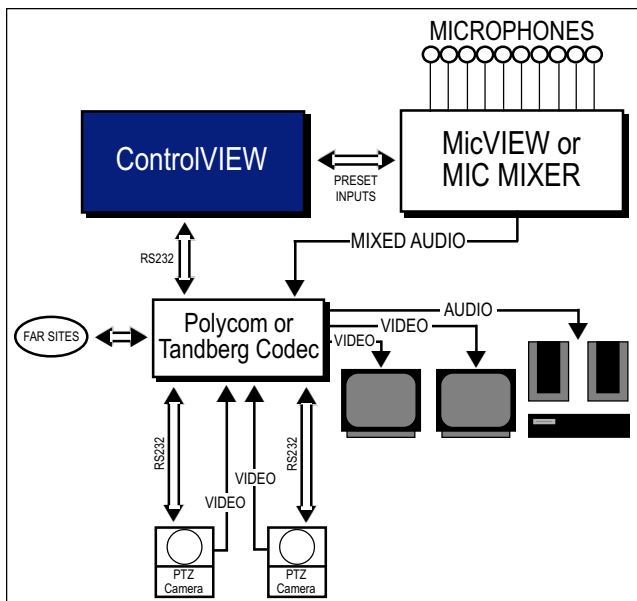 MICROPHONES
ControlVIEW
PRESET
INPUTS
MicVIEW or
MIC MIXER
RS232
MIXED AUDIO
FAR SITES
Polycom or
Tandberg Codec
AUDIO
VIDEO
VIDEO
RS232
VIDEO
VIDEO
RS232
PTZ
Camera
PTZ
Camera